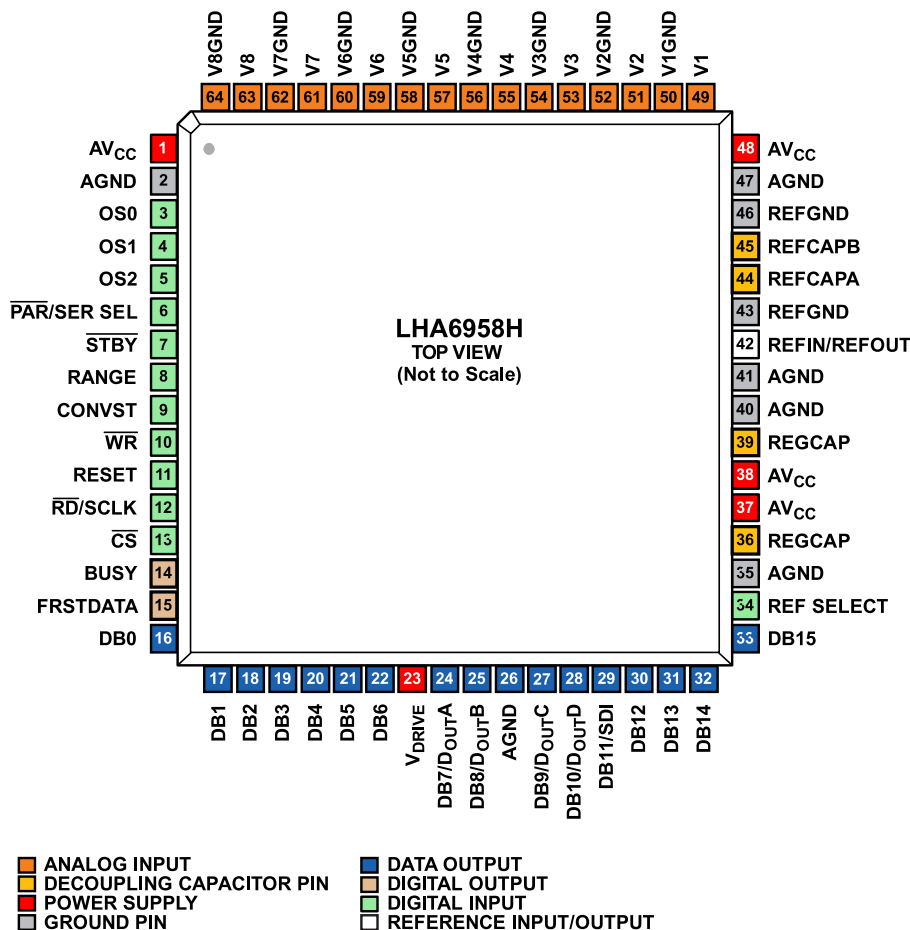 V8GND
V8
V7GND
V7
V6GND
V6
V5GND
V5
V4GND
V4
V3GND
V3
V2GND
V2
V1GND
V1
64 63 62 61 60 59 58 57 56 55 54 53 52 51 50 49
AVCC 1
AGND 2
OS0 3
OS1 4
OS2 5
PAR/SER SEL 6
STBY 7
RANGE 8
CONVST 9
WR 10
RESET 11
RD/SCLK 12
CS 13
BUSY 14
FRSTDATA 15
DB0 16
LHA6958H
TOP VIEW
(Not to Scale)
48 AVCC
47 AGND
46 REFGND
45 REFCAPB
44 REFCAPA
43 REFGND
42 REFIN/REFOUT
41 AGND
40 AGND
39 REGCAP
38 AVCC
37 AVCC
36 REGCAP
35 AGND
34 REF SELECT
33 DB15
17 18 19 20 21 22 23 24 25 26 27 28 29 30 31 32
DB1
DB2
DB3
DB4
DB5
DB6
VDRIVE
DB7/DOUTA
DB8/DOUTB
AGND
DB9/DOUTC
DB10/DOUTD
DB11/SDI
DB12
DB13
DB14
ANALOG INPUT
DECOUPLING CAPACITOR PIN
POWER SUPPLY
GROUND PIN
DATA OUTPUT
DIGITAL OUTPUT
DIGITAL INPUT
REFERENCE INPUT/OUTPUT